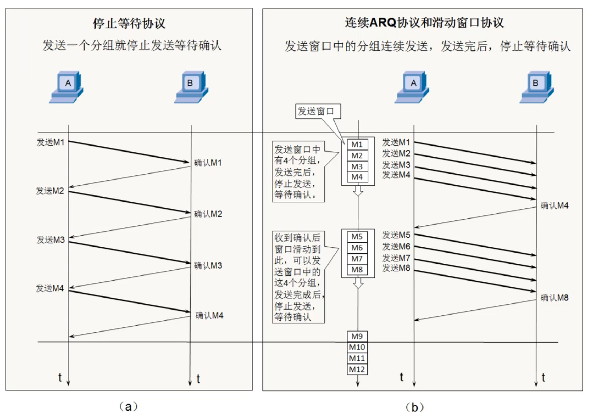 停止等待协议
发送一个分组就停止发送等待确认
A
B
发送M1
确认M1
发送M2
确认M2
发送M3
确认M3
发送M4
确认M4
t
t
(a)
连续ARQ协议和滑动窗口协议
发送窗口中的分组连续发送，发送完后，停止等待确认
A
B
发送窗口
发送窗口中
有4个分组，
发送完后，
停止发送，
等待确认。
M1
M2
M3
M4
发送M1
发送M2
发送M3
发送M4
确认M4
收到确认后
窗口滑动到
此，可以发
送窗口中的
这4个分组，
发送完成后，
停止发送，
等待确认
M5
M6
M7
M8
发送M5
发送M6
发送M7
发送M8
确认M8
M9
M10
M11
M12
t
t
t
(b)